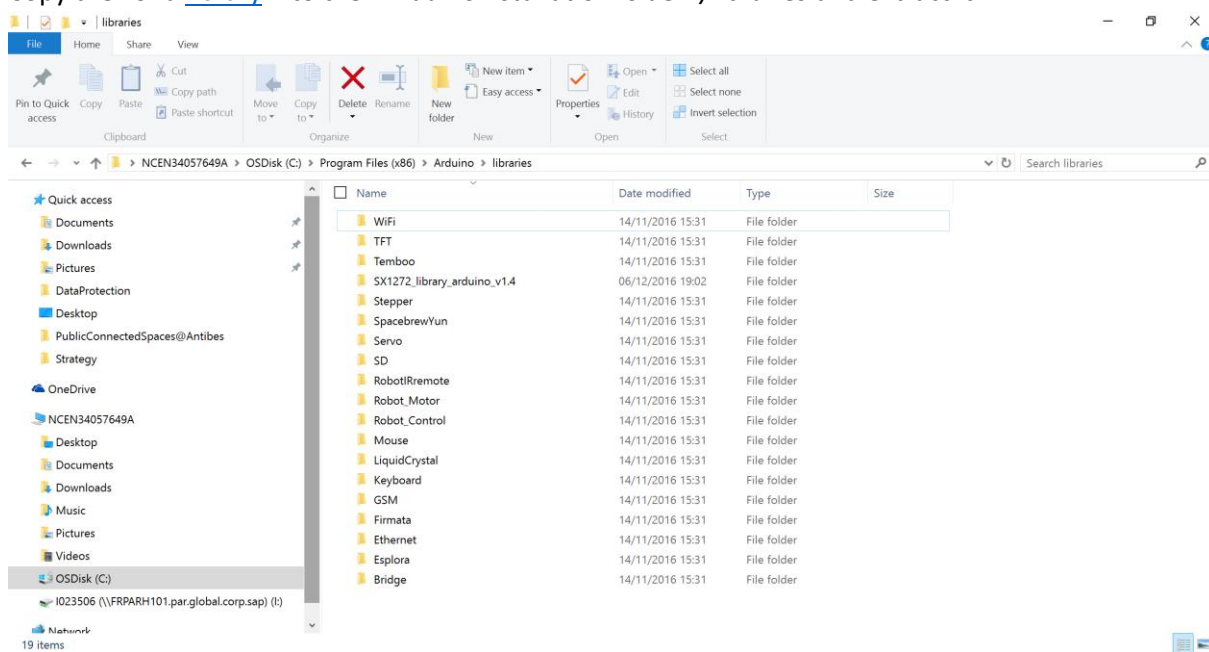 libraries
File Home Share View
Pin to Quick access
Copy
Paste
Cut
Copy path
Paste shortcut
Clipboard
Move to
Copy to
Delete
Rename
Organize
New folder
New item
Easy access
New
Properties
Open
Edit
History
Open
Select all
Select none
Invert selection
Select
> NCEN34057649A > OSDisk (C:) > Program Files (x86) > Arduino > libraries
Search libraries
Quick access
Documents
Downloads
Pictures
DataProtection
Desktop
PublicConnectedSpaces@Antibes
Strategy
OneDrive
NCEN34057649A
Desktop
Documents
Downloads
Music
Pictures
Videos
OSDisk (C:)
I023506 (\\FRPARH101.par.global.corp.sap) (I:)
Network
Name Date modified Type Size
WiFi 14/11/2016 15:31 File folder
TFT 14/11/2016 15:31 File folder
Temboo 14/11/2016 15:31 File folder
SX1272_library_arduino_v1.4 06/12/2016 19:02 File folder
Stepper 14/11/2016 15:31 File folder
SpacebrewYun 14/11/2016 15:31 File folder
Servo 14/11/2016 15:31 File folder
SD 14/11/2016 15:31 File folder
RobotIRremote 14/11/2016 15:31 File folder
Robot_Motor 14/11/2016 15:31 File folder
Robot_Control 14/11/2016 15:31 File folder
Mouse 14/11/2016 15:31 File folder
LiquidCrystal 14/11/2016 15:31 File folder
Keyboard 14/11/2016 15:31 File folder
GSM 14/11/2016 15:31 File folder
Firmata 14/11/2016 15:31 File folder
Ethernet 14/11/2016 15:31 File folder
Esplora 14/11/2016 15:31 File folder
Bridge 14/11/2016 15:31 File folder
19 items